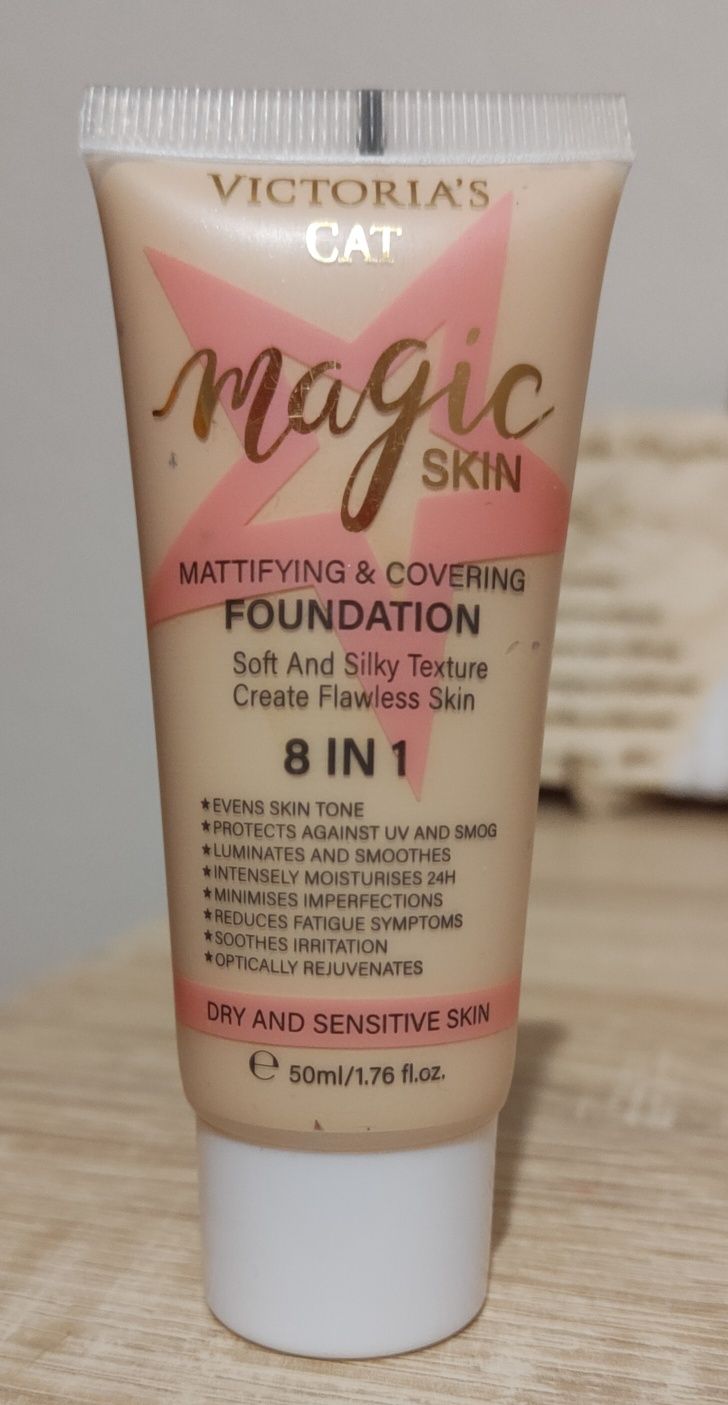 VICTORIA'S
CAT
magic
SKIN
MATTIFYING & COVERING
FOUNDATION
Soft And Silky Texture
Create Flawless Skin
8 IN 1
★EVENS SKIN TONE
★PROTECTS AGAINST UV AND SMOG
★LUMINATES AND SMOOTHES
★INTENSELY MOISTURISES 24H
★MINIMISES IMPERFECTIONS
★REDUCES FATIGUE SYMPTOMS
★SOOTHES IRRITATION
★OPTICALLY REJUVENATES
DRY AND SENSITIVE SKIN
℮ 50ml/1.76 fl.oz.